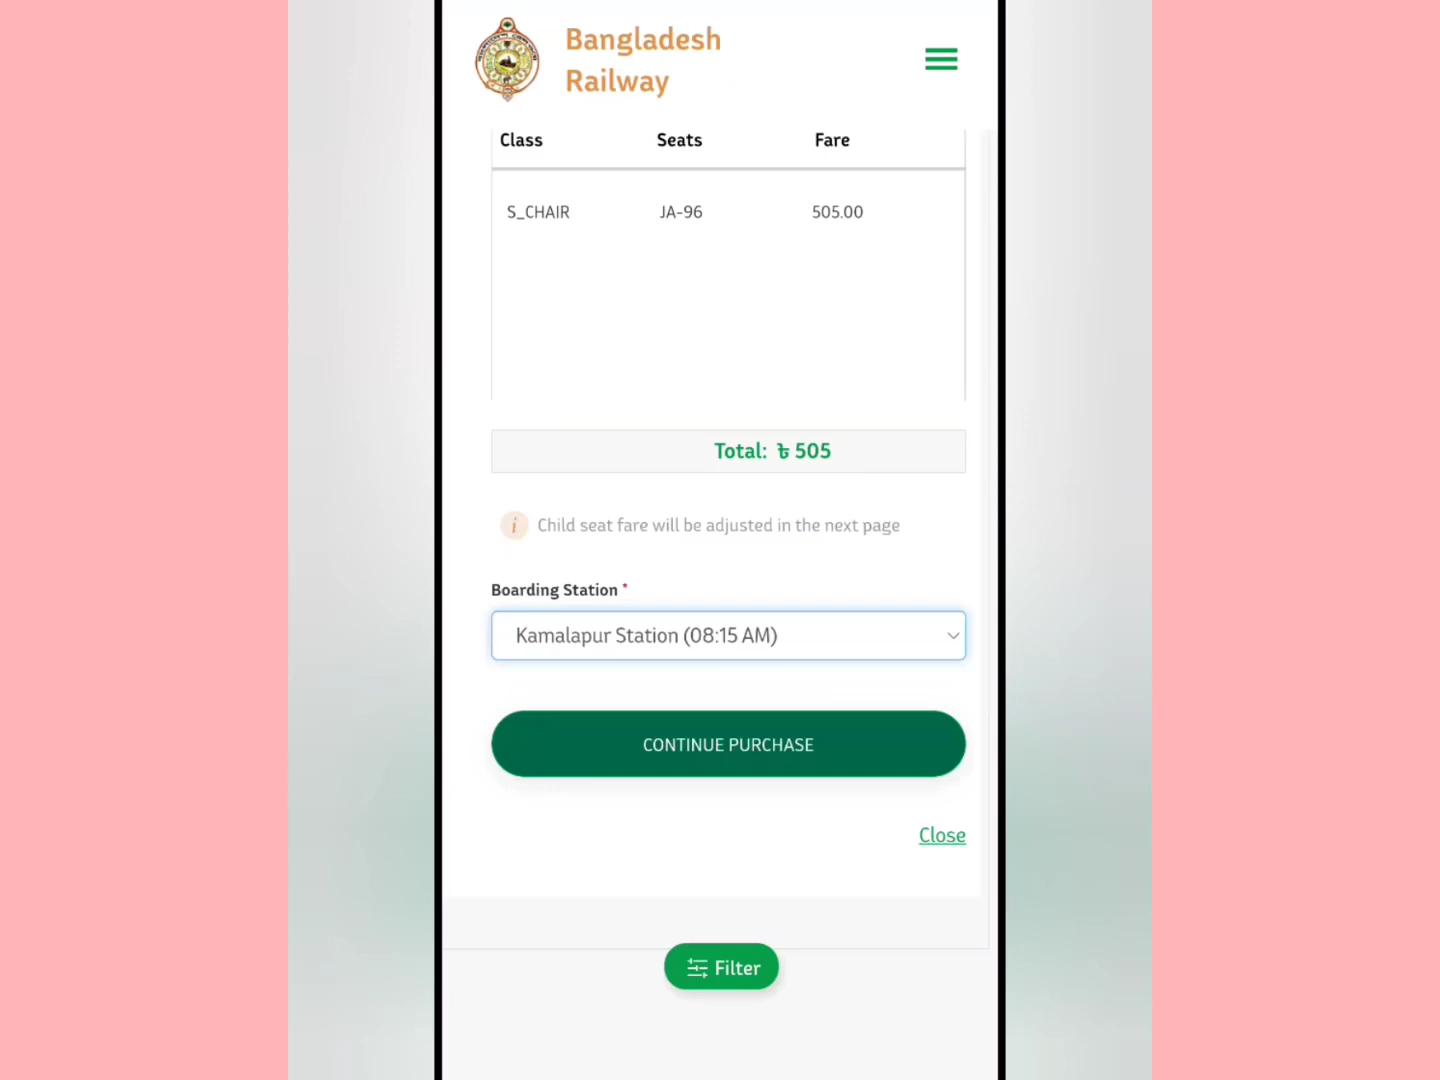 Bangladesh
Railway
Class Seats Fare
S_CHAIR JA-96 505.00
Total: ৳ 505
i Child seat fare will be adjusted in the next page
Boarding Station *
Kamalapur Station (08:15 AM)
CONTINUE PURCHASE
Close
Filter